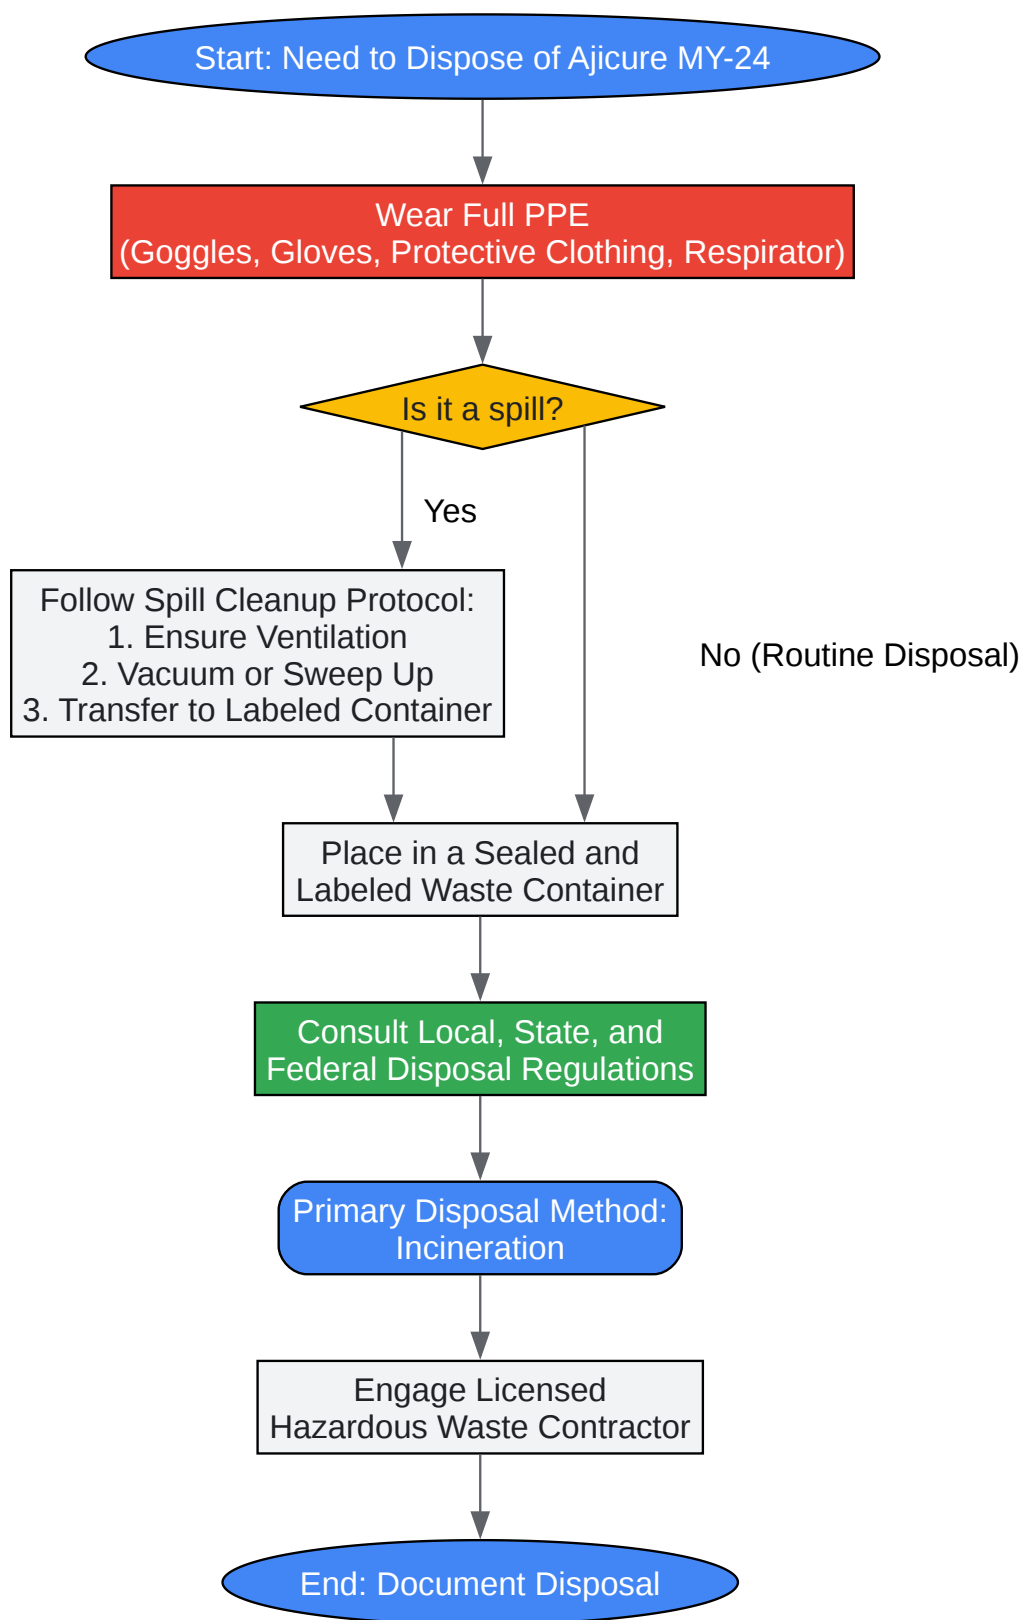 Start: Need to Dispose of Ajicure MY-24
Wear Full PPE
(Goggles, Gloves, Protective Clothing, Respirator)
Is it a spill?
Yes
Follow Spill Cleanup Protocol:
1. Ensure Ventilation
2. Vacuum or Sweep Up
3. Transfer to Labeled Container
No (Routine Disposal)
Place in a Sealed and
Labeled Waste Container
Consult Local, State, and
Federal Disposal Regulations
Primary Disposal Method:
Incineration
Engage Licensed
Hazardous Waste Contractor
End: Document Disposal